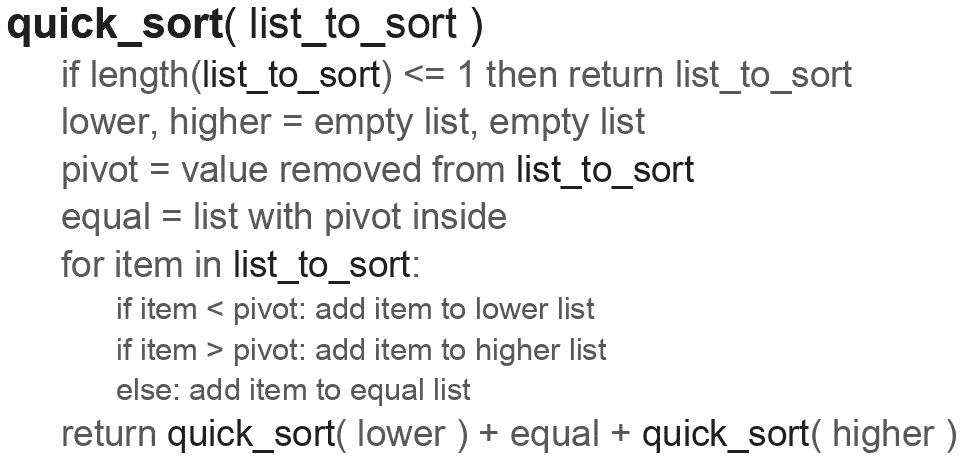 quick_sort( list_to_sort )
if length(list_to_sort) <= 1 then return list_to_sort
lower, higher = empty list, empty list
pivot = value removed from list_to_sort
equal = list with pivot inside
for item in list_to_sort:
if item < pivot: add item to lower list
if item > pivot: add item to higher list
else: add item to equal list
return quick_sort( lower ) + equal + quick_sort( higher )